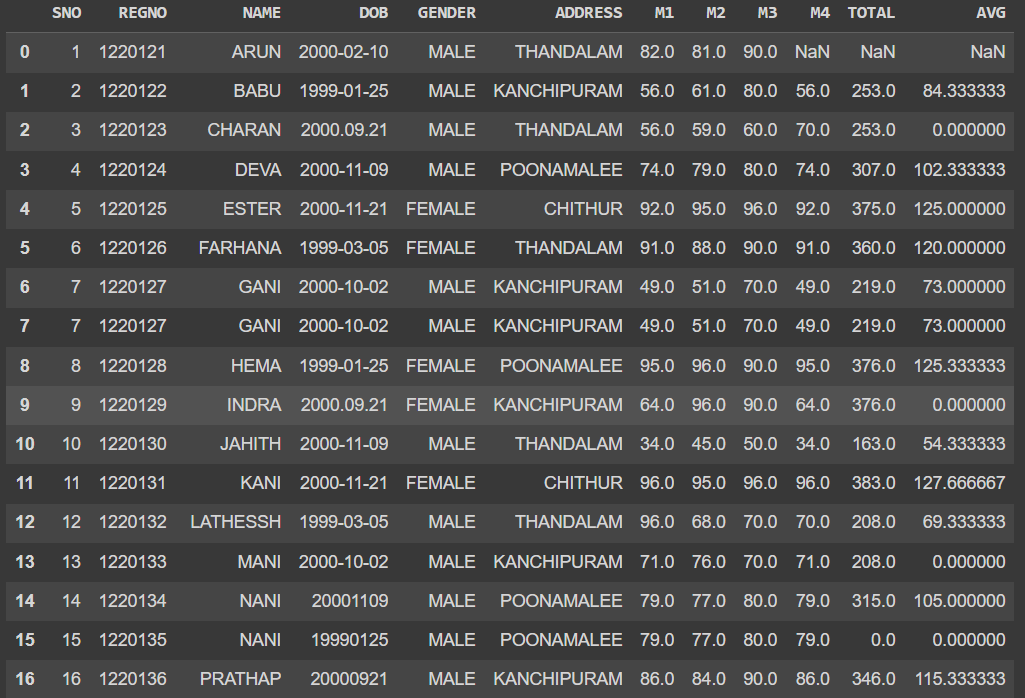 SNO REGNO NAME DOB GENDER ADDRESS M1 M2 M3 M4 TOTAL AVG
0 1 1220121 ARUN 2000-02-10 MALE THANDALAM 82.0 81.0 90.0 NaN NaN NaN
1 2 1220122 BABU 1999-01-25 MALE KANCHIPURAM 56.0 61.0 80.0 56.0 253.0 84.333333
2 3 1220123 CHARAN 2000.09.21 MALE THANDALAM 56.0 59.0 60.0 70.0 253.0 0.000000
3 4 1220124 DEVA 2000-11-09 MALE POONAMALEE 74.0 79.0 80.0 74.0 307.0 102.333333
4 5 1220125 ESTER 2000-11-21 FEMALE CHITHUR 92.0 95.0 96.0 92.0 375.0 125.000000
5 6 1220126 FARHANA 1999-03-05 FEMALE THANDALAM 91.0 88.0 90.0 91.0 360.0 120.000000
6 7 1220127 GANI 2000-10-02 MALE KANCHIPURAM 49.0 51.0 70.0 49.0 219.0 73.000000
7 7 1220127 GANI 2000-10-02 MALE KANCHIPURAM 49.0 51.0 70.0 49.0 219.0 73.000000
8 8 1220128 HEMA 1999-01-25 FEMALE POONAMALEE 95.0 96.0 90.0 95.0 376.0 125.333333
9 9 1220129 INDRA 2000.09.21 FEMALE KANCHIPURAM 64.0 96.0 90.0 64.0 376.0 0.000000
10 10 1220130 JAHITH 2000-11-09 MALE THANDALAM 34.0 45.0 50.0 34.0 163.0 54.333333
11 11 1220131 KANI 2000-11-21 FEMALE CHITHUR 96.0 95.0 96.0 96.0 383.0 127.666667
12 12 1220132 LATHESSH 1999-03-05 MALE THANDALAM 96.0 68.0 70.0 70.0 208.0 69.333333
13 13 1220133 MANI 2000-10-02 MALE KANCHIPURAM 71.0 76.0 70.0 71.0 208.0 0.000000
14 14 1220134 NANI 20001109 MALE POONAMALEE 79.0 77.0 80.0 79.0 315.0 105.000000
15 15 1220135 NANI 19990125 MALE POONAMALEE 79.0 77.0 80.0 79.0 0.0 0.000000
16 16 1220136 PRATHAP 20000921 MALE KANCHIPURAM 86.0 84.0 90.0 86.0 346.0 115.333333